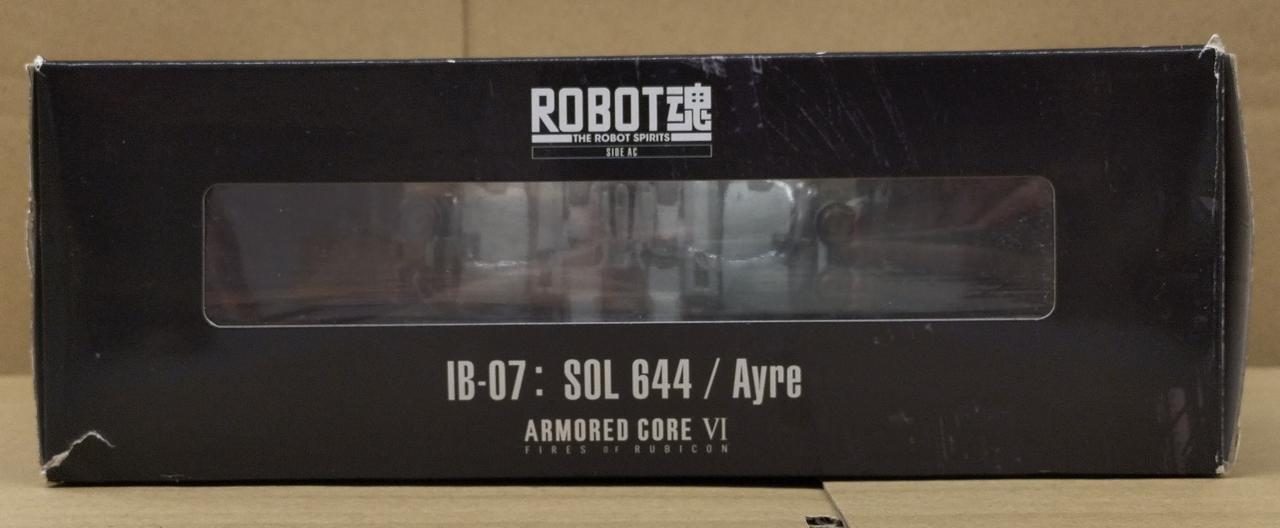 ROBOT魂
THE ROBOT SPIRITS
SIDE AC
IB-07: SOL 644 / Ayre
ARMORED CORE VI
FIRES OF RUBICON